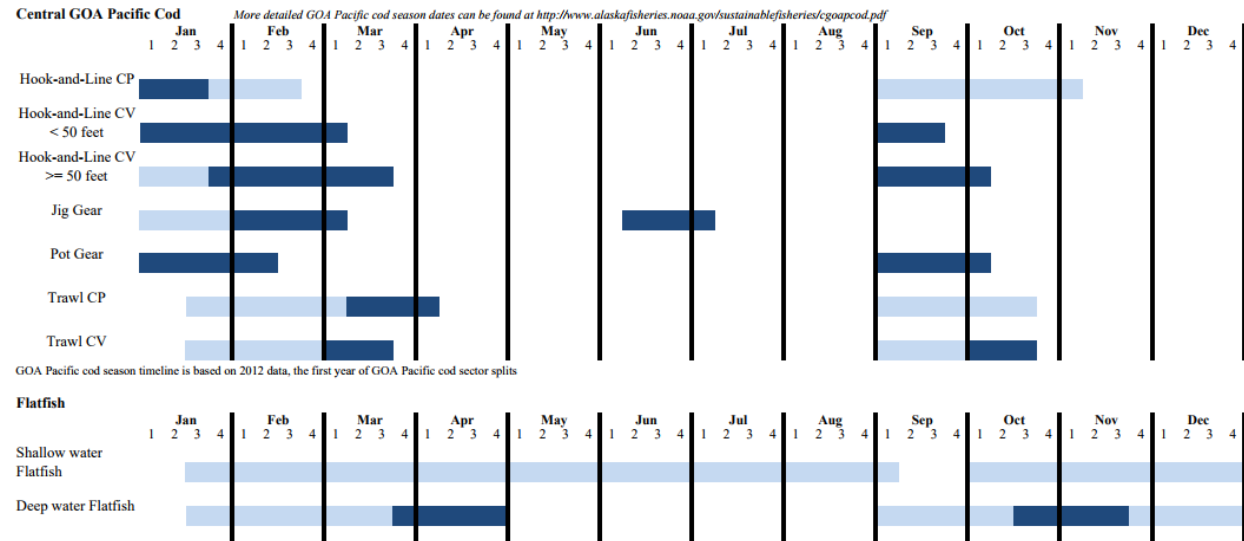 Central GOA Pacific Cod More detailed GOA Pacific cod season dates can be found at http://www.alaskafisheries.noaa.gov/sustainablefisheries/cgoapcod.pdf
Jan Feb Mar Apr May Jun Jul Aug Sep Oct Nov Dec
1 2 3 4 1 2 3 4 1 2 3 4 1 2 3 4 1 2 3 4 1 2 3 4 1 2 3 4 1 2 3 4 1 2 3 4 1 2 3 4 1 2 3 4 1 2 3 4
Hook-and-Line CP
Hook-and-Line CV
< 50 feet
Hook-and-Line CV
>= 50 feet
Jig Gear
Pot Gear
Trawl CP
Trawl CV
GOA Pacific cod season timeline is based on 2012 data, the first year of GOA Pacific cod sector splits
Flatfish
Jan Feb Mar Apr May Jun Jul Aug Sep Oct Nov Dec
1 2 3 4 1 2 3 4 1 2 3 4 1 2 3 4 1 2 3 4 1 2 3 4 1 2 3 4 1 2 3 4 1 2 3 4 1 2 3 4 1 2 3 4 1 2 3 4
Shallow water
Flatfish
Deep water Flatfish